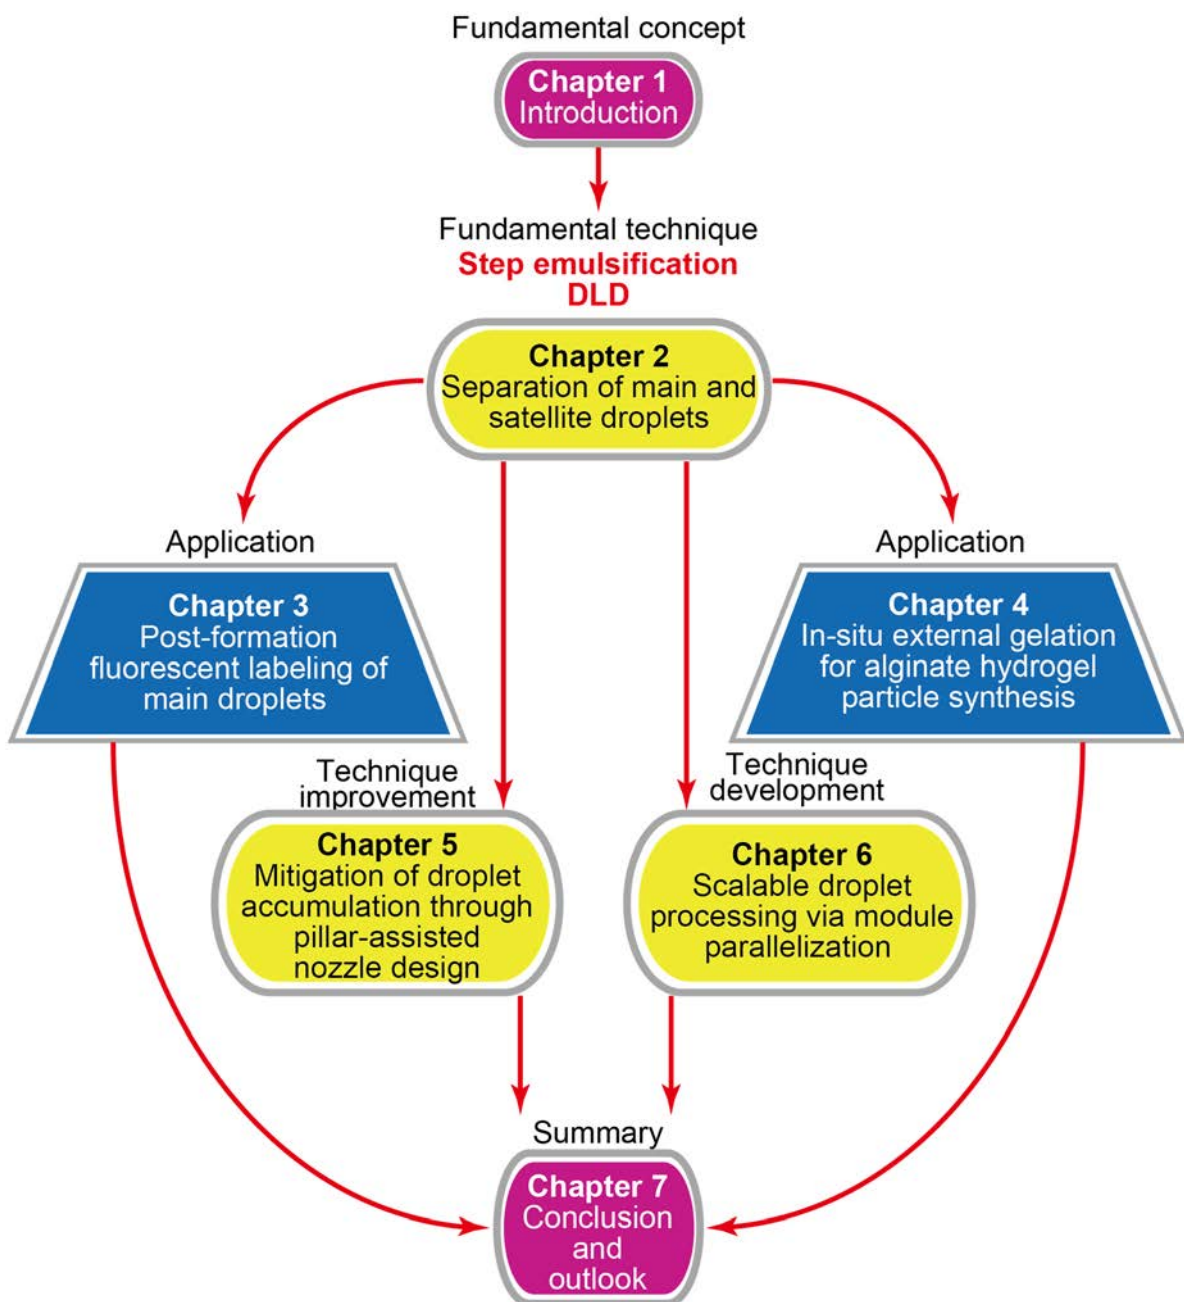 Fundamental concept
Chapter 1
Introduction
Fundamental technique
Step emulsification
DLD
Chapter 2
Separation of main and
satellite droplets
Application
Chapter 3
Post-formation
fluorescent labeling of
main droplets
Application
Chapter 4
In-situ external gelation
for alginate hydrogel
particle synthesis
Technique
improvement
Chapter 5
Mitigation of droplet
accumulation through
pillar-assisted
nozzle design
Technique
development
Chapter 6
Scalable droplet
processing via module
parallelization
Summary
Chapter 7
Conclusion
and
outlook